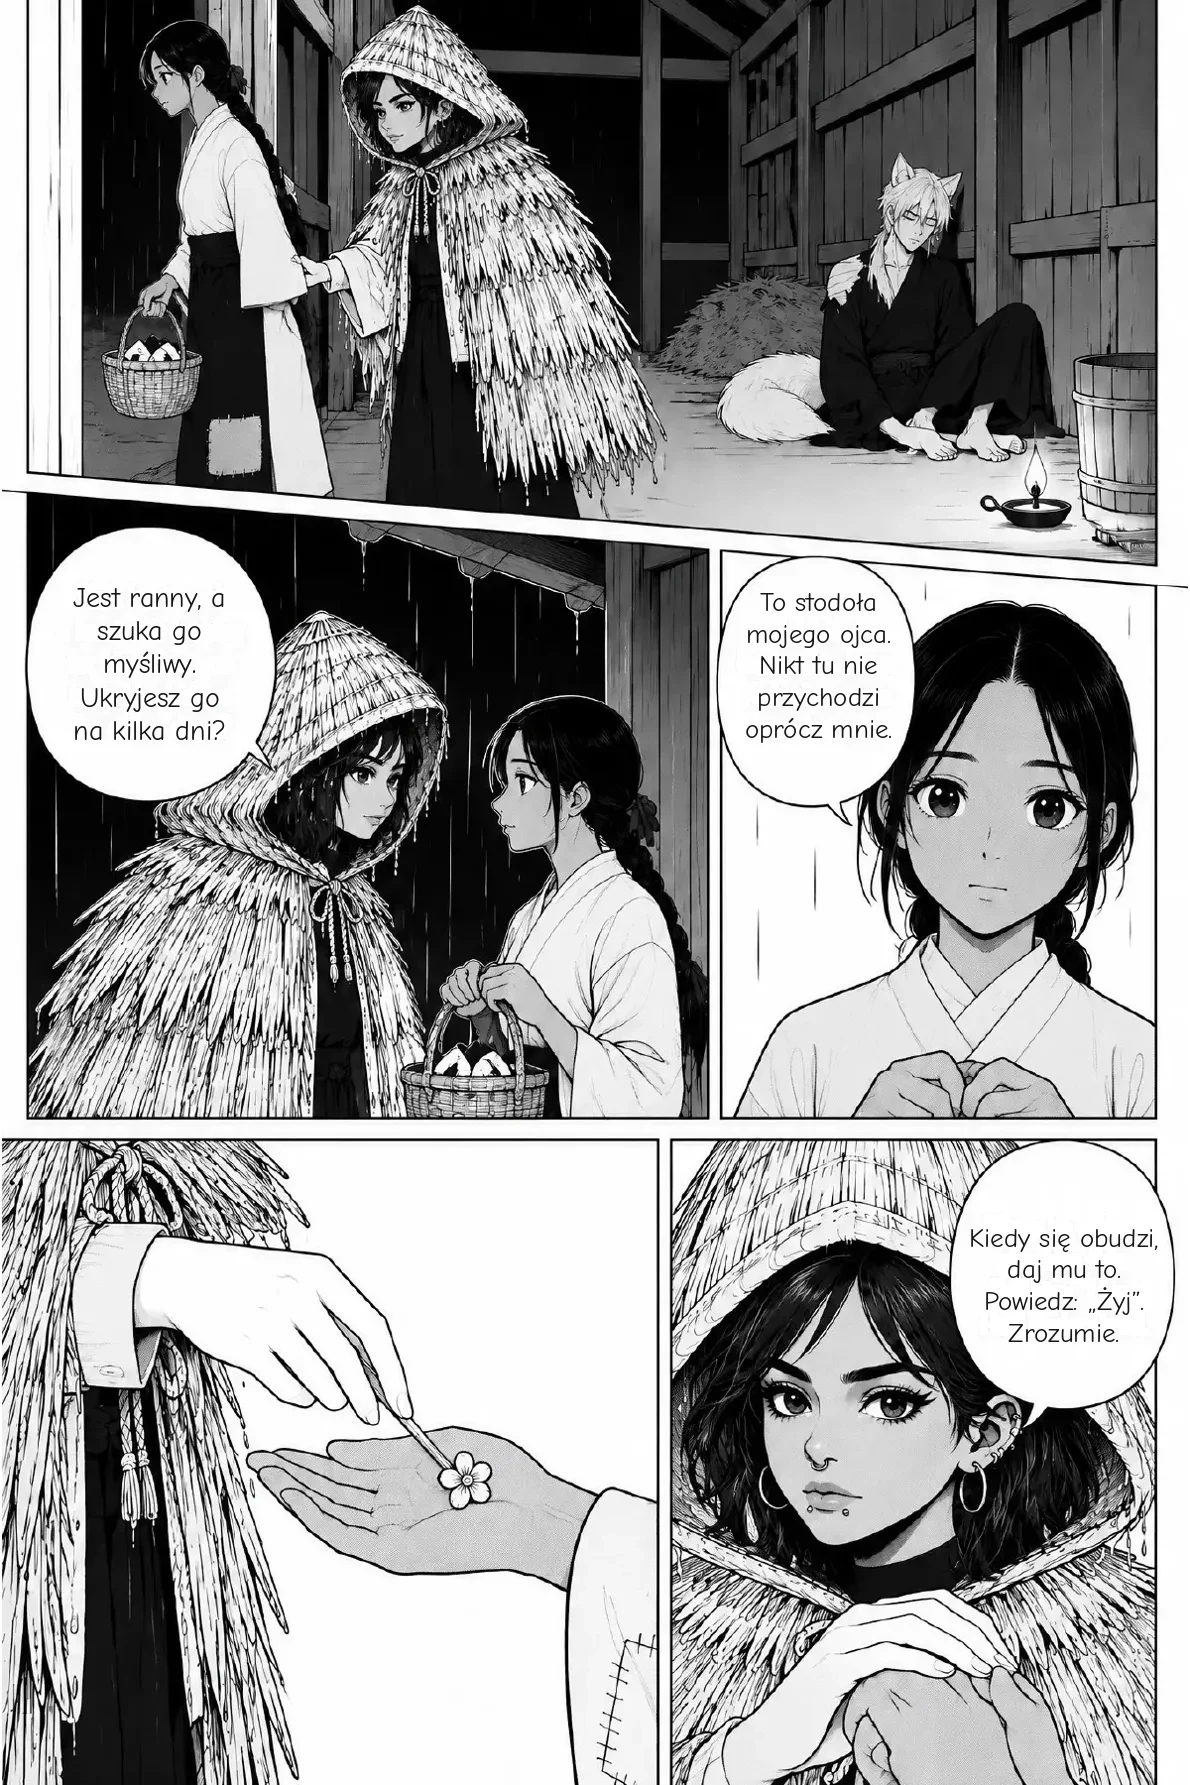 Jest ranny, a
szuka go
myśliwy.
Ukryjesz go
na kilka dni?
To stodoła
mojego ojca.
Nikt tu nie
przychodzi
oprócz mnie.
Kiedy się obudzi,
daj mu to.
Powiedz: „Żyj”.
Zrozumie.